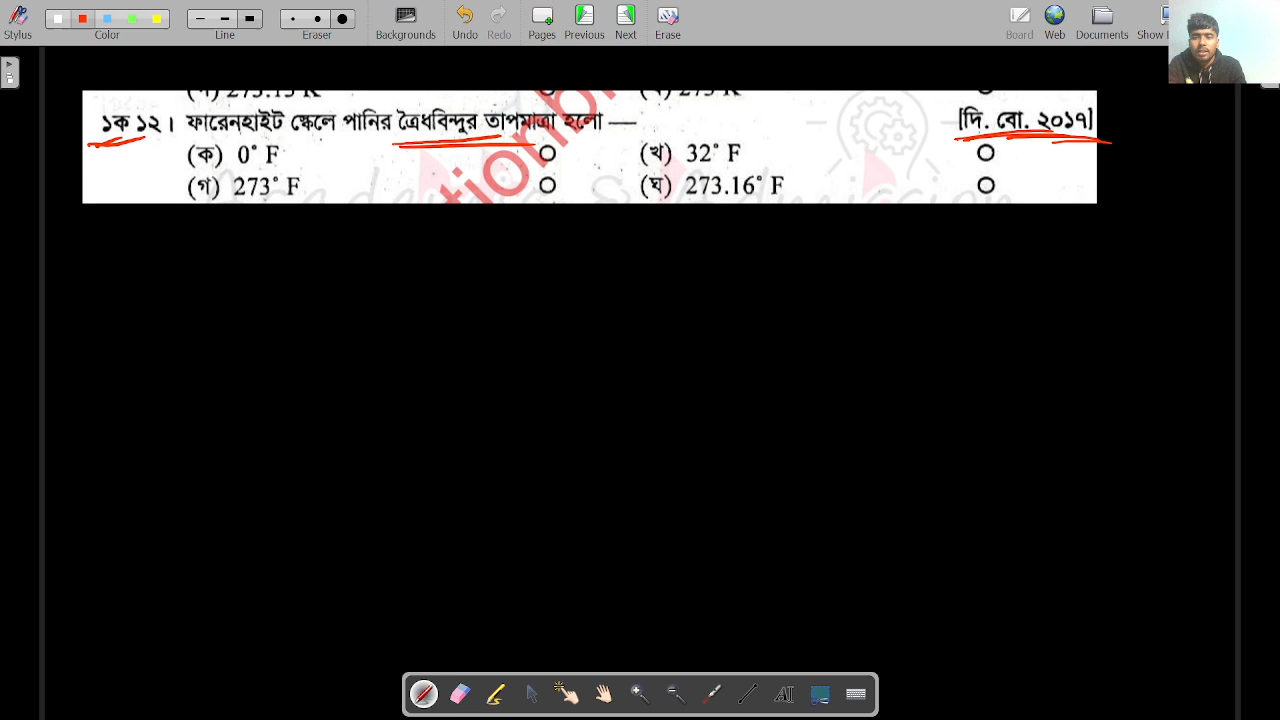 Stylus Color Line Eraser Backgrounds Undo Redo Pages Previous Next Erase Board Web Documents
১ক ১২। ফারেনহাইট স্কেলে পানির ত্রৈধবিন্দুর তাপমাত্রা হলো — [দি. বো. ২০১৭]
(ক) 0° F (খ) 32° F
(গ) 273° F (ঘ) 273.16° F